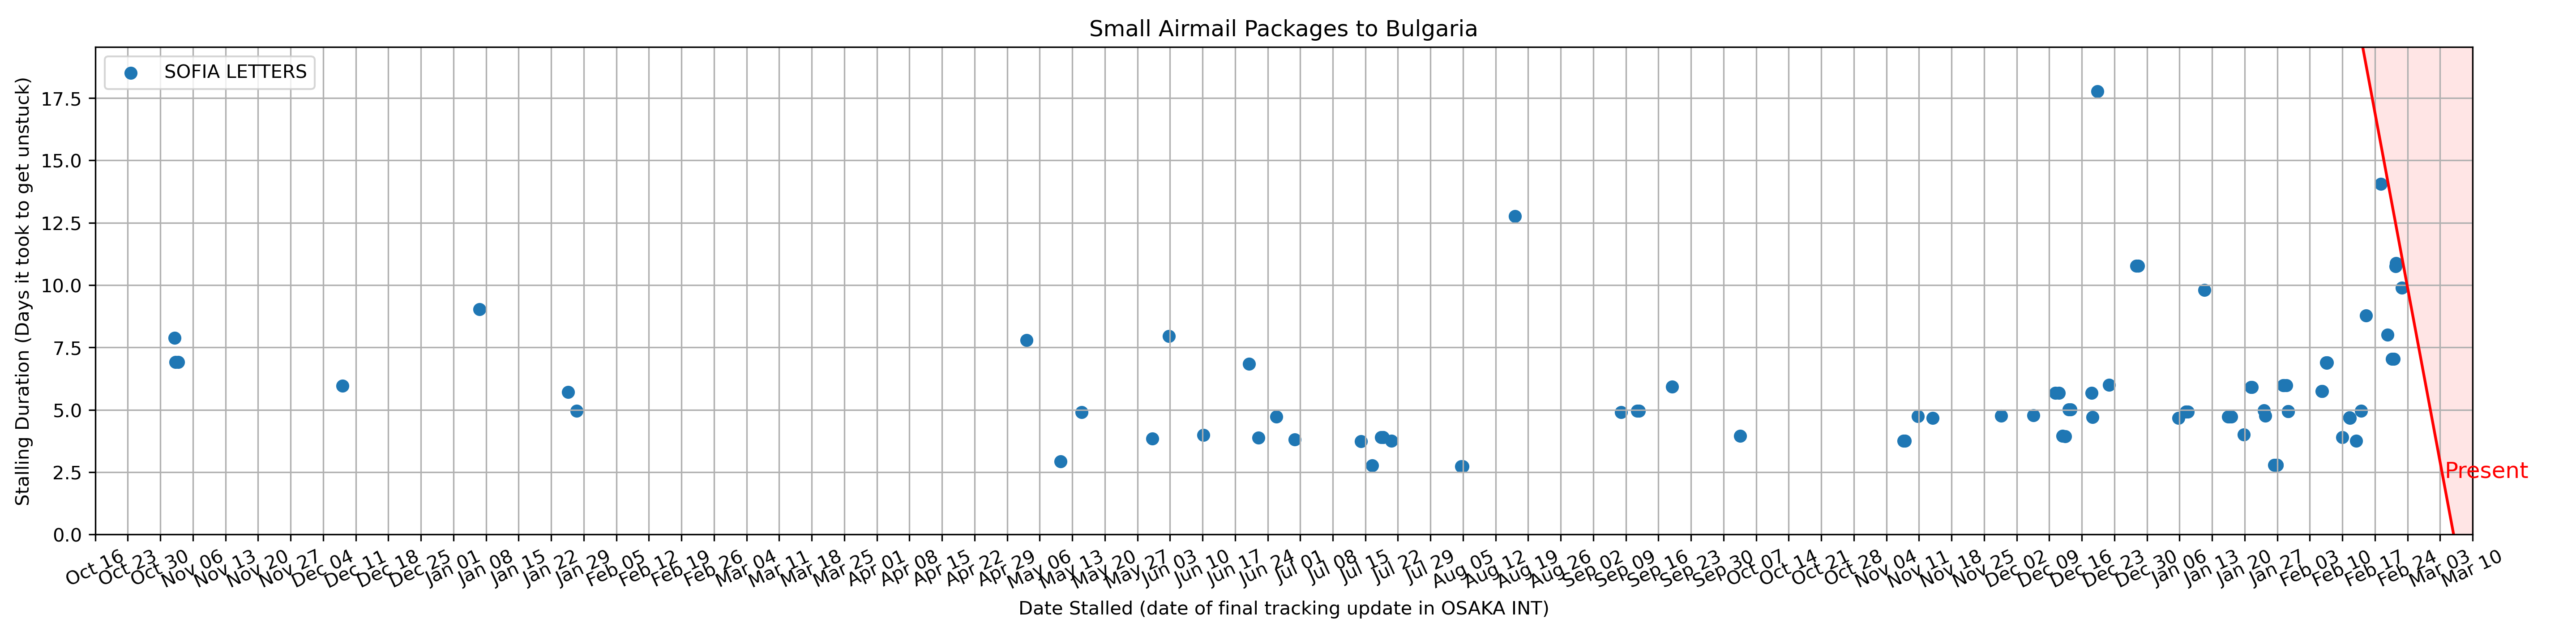 Small Airmail Packages to Bulgaria
SOFIA LETTERS
Stalling Duration (Days it took to get unstuck)
17.5
15.0
12.5
10.0
7.5
5.0
2.5
0.0
Present
Oct 16 Oct 23 Oct 30 Nov 06 Nov 13 Nov 20 Nov 27 Dec 04 Dec 11 Dec 18 Dec 25 Jan 01 Jan 08 Jan 15 Jan 22 Jan 29 Feb 05 Feb 12 Feb 19 Feb 26 Mar 04 Mar 11 Mar 18 Mar 25 Apr 01 Apr 08 Apr 15 Apr 22 Apr 29 May 06 May 13 May 20 May 27 Jun 03 Jun 10 Jun 17 Jun 24 Jul 01 Jul 08 Jul 15 Jul 22 Jul 29 Aug 05 Aug 12 Aug 19 Aug 26 Sep 02 Sep 09 Sep 16 Sep 23 Sep 30 Oct 07 Oct 14 Oct 21 Oct 28 Nov 04 Nov 11 Nov 18 Nov 25 Dec 02 Dec 09 Dec 16 Dec 23 Dec 30 Jan 06 Jan 13 Jan 20 Jan 27 Feb 03 Feb 10 Feb 17 Feb 24 Mar 03 Mar 10
Date Stalled (date of final tracking update in OSAKA INT)